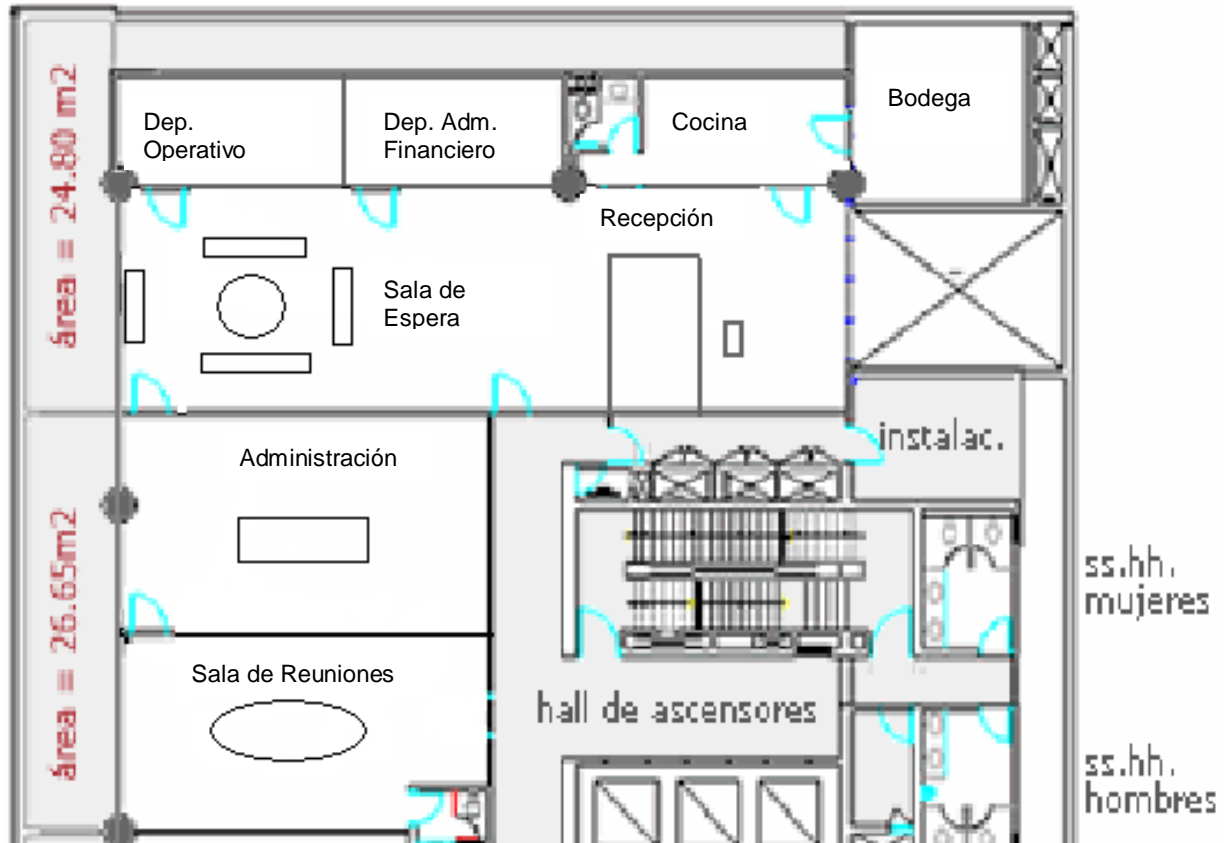 área = 24.80 m2
Dep.
Operativo
Dep. Adm.
Financiero
Cocina
Bodega
Recepción
Sala de
Espera
instalac.
Administración
área = 26.65m2
ss.hh.
mujeres
Sala de Reuniones
hall de ascensores
ss.hh.
hombres